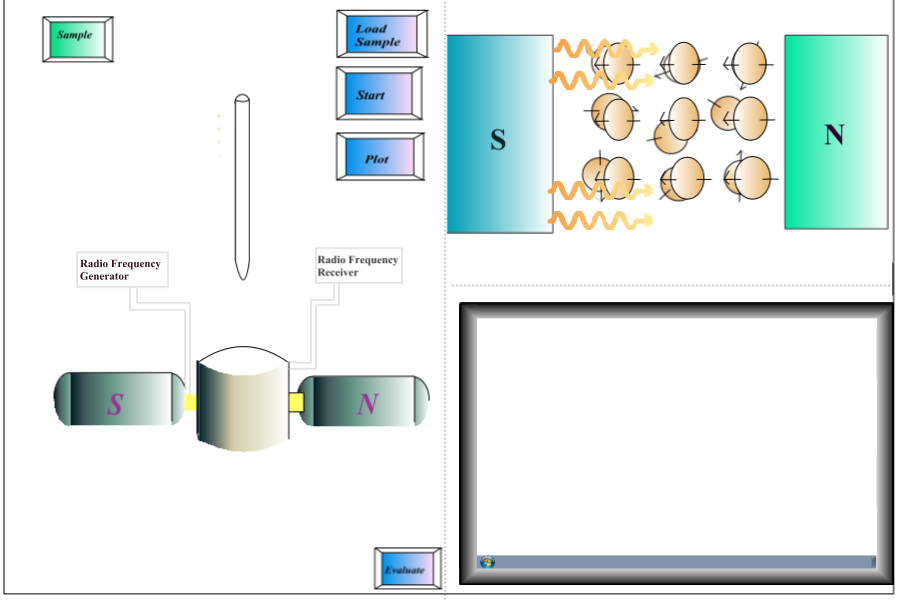 Sample
Load
Sample
Start
Plot
S
N
Radio Frequency
Generator
Radio Frequency
Receiver
S
N
Evaluate